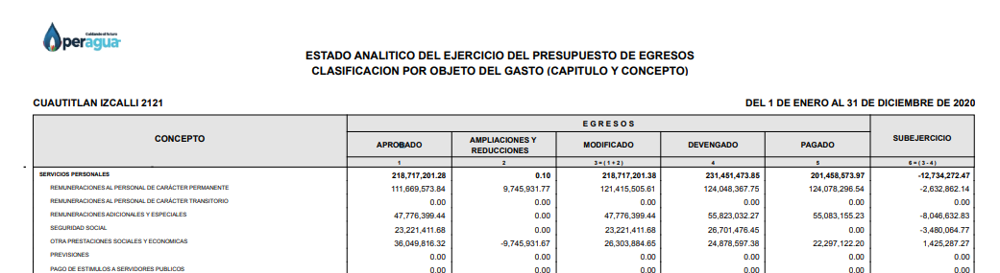 Cuidando el futuro
Operagua
ESTADO ANALITICO DEL EJERCICIO DEL PRESUPUESTO DE EGRESOS
CLASIFICACION POR OBJETO DEL GASTO (CAPITULO Y CONCEPTO)
CUAUTITLAN IZCALLI 2121 DEL 1 DE ENERO AL 31 DE DICIEMBRE DE 2020
CONCEPTO E G R E S O S SUBEJERCICIO
APROBADO AMPLIACIONES Y REDUCCIONES MODIFICADO DEVENGADO PAGADO
1 2 3 = ( 1 + 2 ) 4 5 6 = ( 3 - 4 )
SERVICIOS PERSONALES 218,717,201.28 0.10 218,717,201.38 231,451,473.85 201,458,573.97 -12,734,272.47
REMUNERACIONES AL PERSONAL DE CARÁCTER PERMANENTE 111,669,573.84 9,745,931.77 121,415,505.61 124,048,367.75 124,078,296.54 -2,632,862.14
REMUNERACIONES AL PERSONAL DE CARÁCTER TRANSITORIO 0.00 0.00 0.00 0.00 0.00 0.00
REMUNERACIONES ADICIONALES Y ESPECIALES 47,776,399.44 0.00 47,776,399.44 55,823,032.27 55,083,155.23 -8,046,632.83
SEGURIDAD SOCIAL 23,221,411.68 0.00 23,221,411.68 26,701,476.45 0.00 -3,480,064.77
OTRA PRESTACIONES SOCIALES Y ECONOMICAS 36,049,816.32 -9,745,931.67 26,303,884.65 24,878,597.38 22,297,122.20 1,425,287.27
PREVISIONES 0.00 0.00 0.00 0.00 0.00 0.00
PAGO DE ESTIMULOS A SERVIDORES PUBLICOS 0.00 0.00 0.00 0.00 0.00 0.00